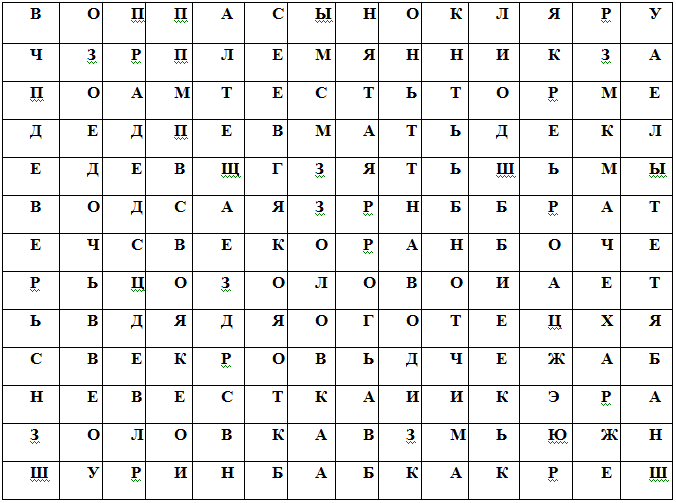 В О П П А С Ы Н О К Л Я Р У
Ч З Р П Л Е М Я Н Н И К З А
П О А М Т Е С Т Ь Т О Р М Е
Д Е Д П Е В М А Т Ь Д Е К Л
Е Д Е В Щ Г З Я Т Ь Ш Ь М Ы
В О Д С А Я З Р Н Б Б Р А Т
Е Ч С В Е К О Р А Н Б О Ч Е
Р Ь Ц О З О Л О В О И А Е Т
Ь В Д Я Д Я О Г О Т Е Ц Х Я
С В Е К Р О В Ь Д Ч Е Ж А Б
Н Е В Е С Т К А И И К Э Р А
З О Л О В К А В З М Ь Ю Ж Н
Ш У Р И Н Б А Б К А К Р Е Ш